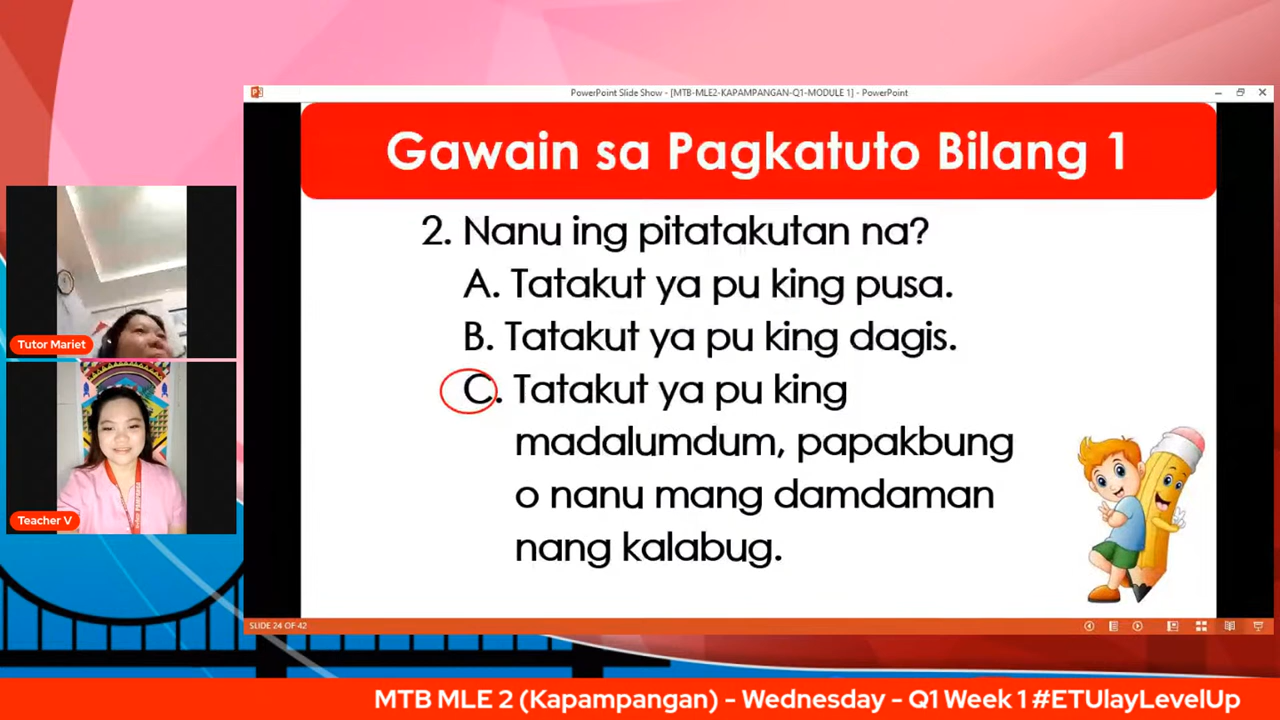 PowerPoint Slide Show - [MTB-MLE2-KAPAMPANGAN-Q1-MODULE 1] - PowerPoint
Gawain sa Pagkatuto Bilang 1
2. Nanu ing pitatakutan na?
A. Tatakut ya pu king pusa.
B. Tatakut ya pu king dagis.
C. Tatakut ya pu king
madalumdum, papakbung
o nanu mang damdaman
nang kalabug.
Tutor Mariet
Teacher V
SLIDE 24 OF 42
MTB MLE 2 (Kapampangan) - Wednesday - Q1 Week 1 #ETUlayLevelUp